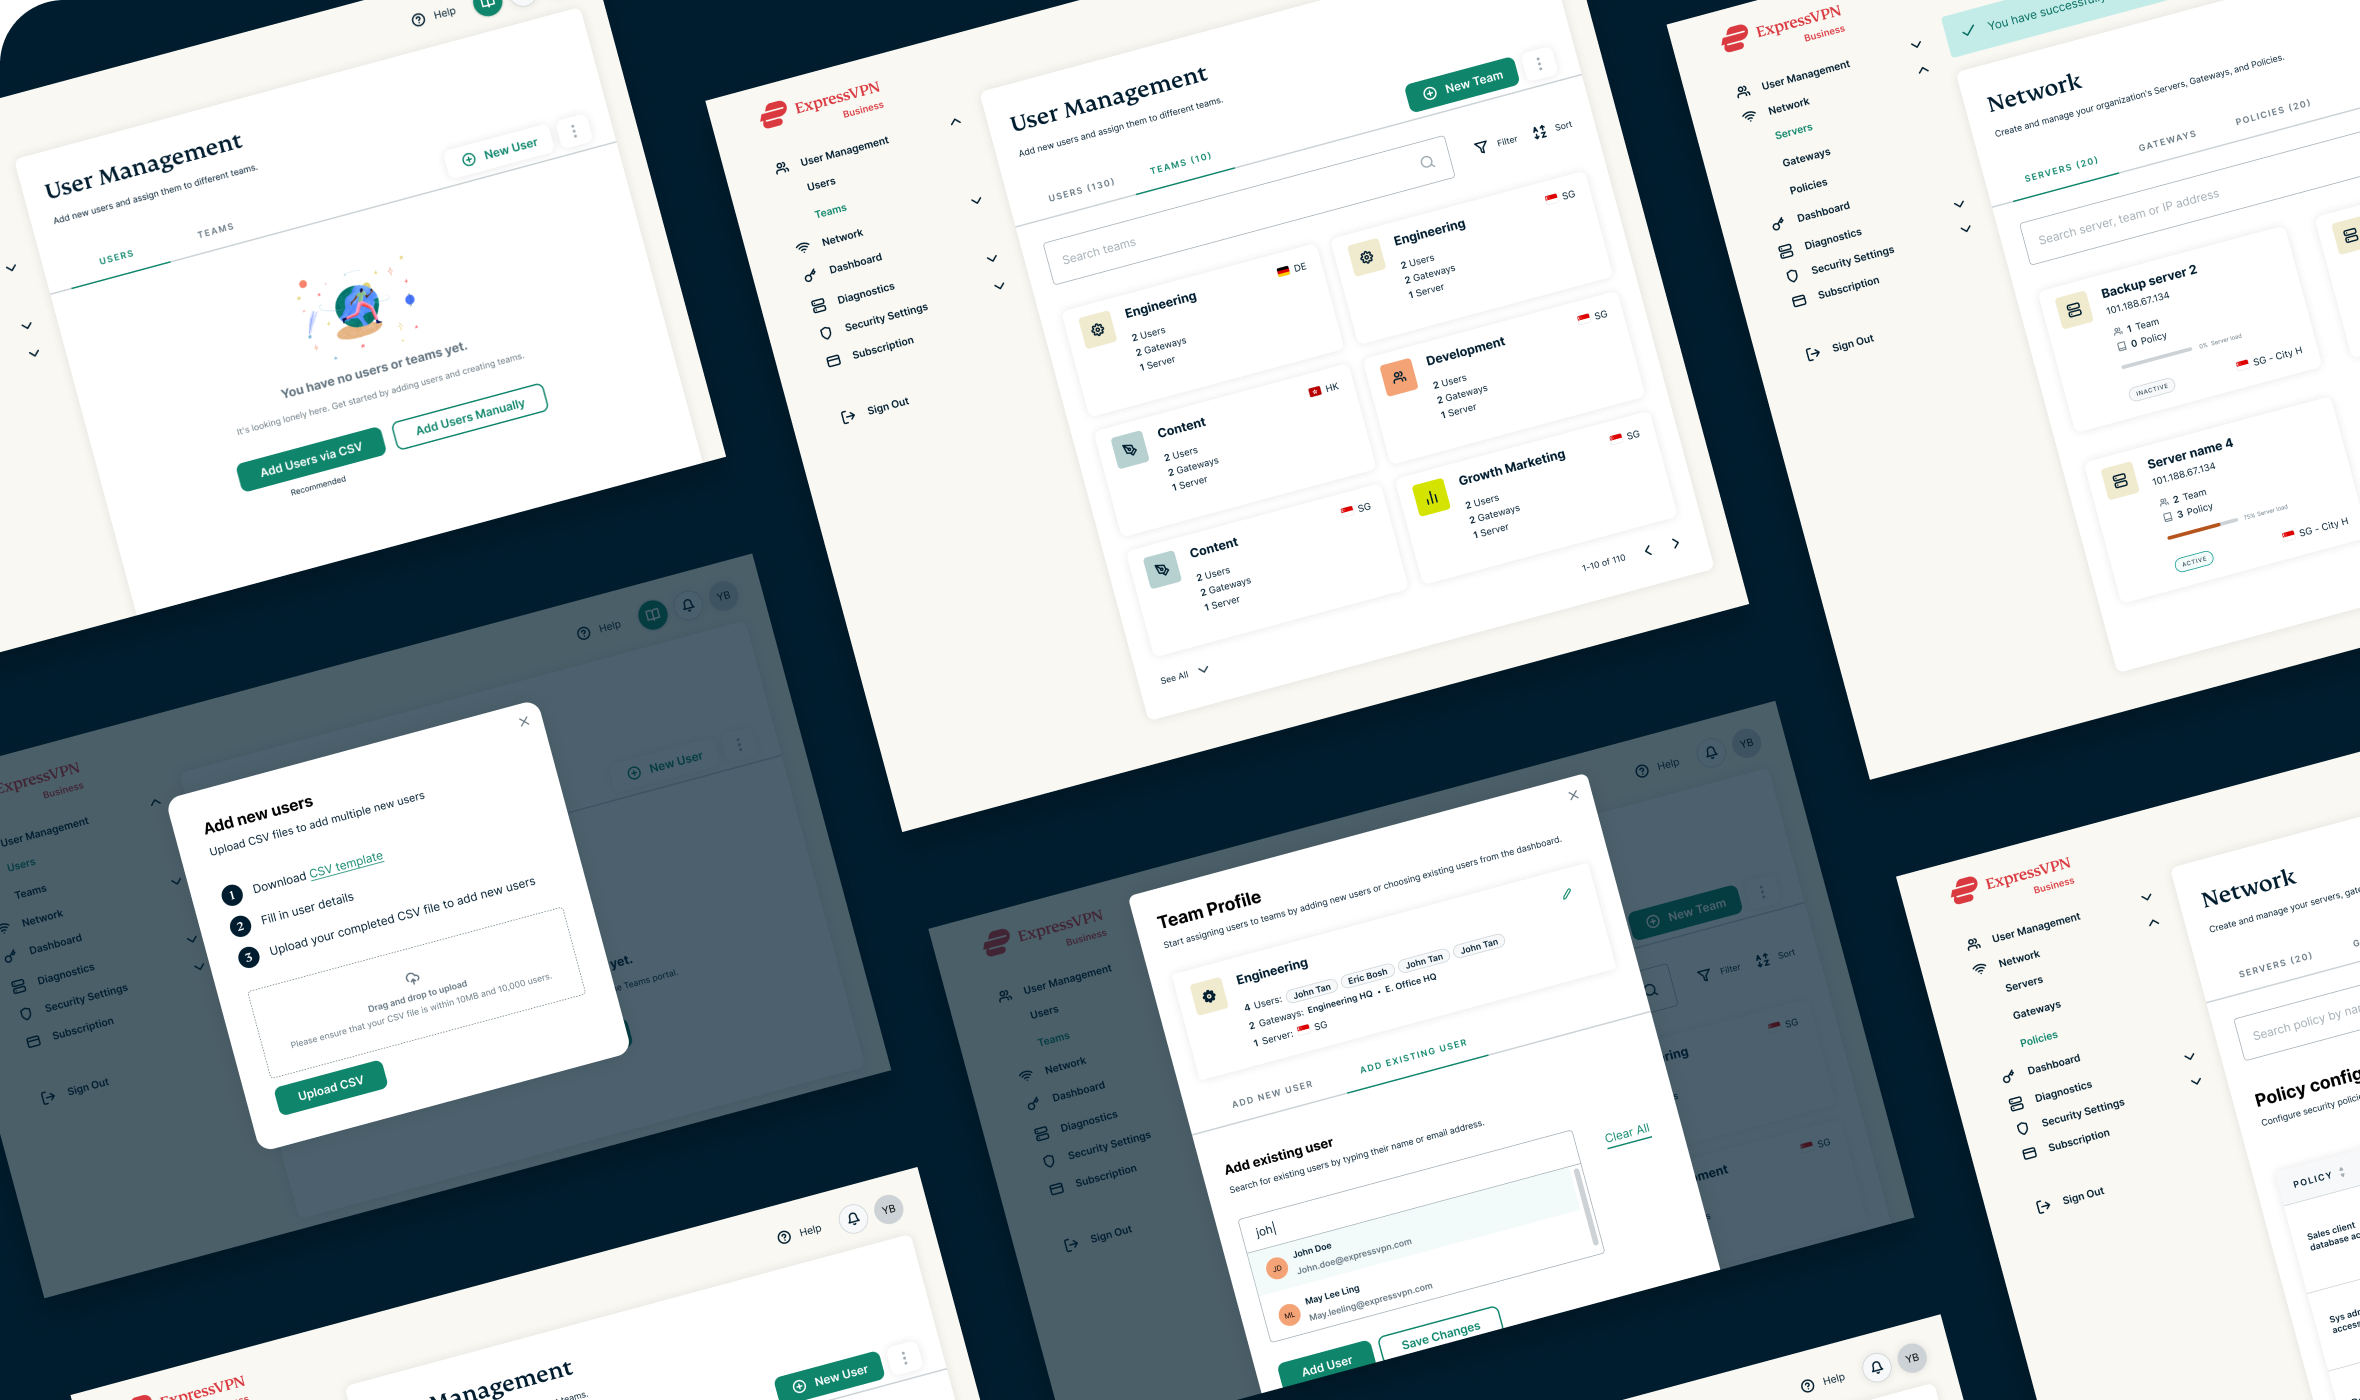 Help
User Management
Add new users and assign them to different teams.
New User
USERS
TEAMS
You have no users or teams yet.
It's looking lonely here. Get started by adding users and creating teams.
Add Users via CSV
Add Users Manually
Recommended
ExpressVPN
Business
User Management
Users
Teams
Network
Dashboard
Diagnostics
Security Settings
Subscription
Sign Out
User Management
Add new users and assign them to different teams.
New Team
USERS (130)
TEAMS (10)
Search teams
Filter
Sort
Engineering
DE
2 Users
2 Gateways
1 Server
Engineering
SG
2 Users
2 Gateways
1 Server
Content
HK
2 Users
2 Gateways
1 Server
Development
SG
2 Users
2 Gateways
1 Server
Content
SG
2 Users
2 Gateways
1 Server
Growth Marketing
SG
2 Users
2 Gateways
1 Server
1-10 of 110
See All
ExpressVPN
Business
User Management
Network
Servers
Gateways
Policies
Dashboard
Diagnostics
Security Settings
Subscription
Sign Out
You have successfully
Network
Create and manage your organization's Servers, Gateways, and Policies.
SERVERS (20)
GATEWAYS
POLICIES (20)
Search server, team or IP address
Backup server 2
101.188.67.134
1 Team
0 Policy
0% Server load
INACTIVE
SG - City H
Server name 4
101.188.67.134
2 Team
3 Policy
75% Server load
ACTIVE
SG - City H
Help
YB
ExpressVPN
Business
User Management
Users
Teams
Network
Dashboard
Diagnostics
Security Settings
Subscription
Sign Out
New User
yet.
e Teams portal.
Add new users
Upload CSV files to add multiple new users
1 Download CSV template
2 Fill in user details
3 Upload your completed CSV file to add new users
Drag and drop to upload
Please ensure that your CSV file is within 10MB and 10,000 users.
Upload CSV
Help
YB
ExpressVPN
Business
User Management
Users
Teams
Network
Dashboard
Diagnostics
Security Settings
Subscription
Sign Out
New Team
Filter
Sort
SG
ring
s
SG
ment
s
Team Profile
Start assigning users to teams by adding new users or choosing existing users from the dashboard.
Engineering
4 Users: John Tan Eric Bosh John Tan John Tan
2 Gateways: Engineering HQ • E. Office HQ
1 Server: SG
ADD NEW USER
ADD EXISTING USER
Add existing user
Search for existing users by typing their name or email address.
Clear All
joh
JD
John Doe
John.doe@expressvpn.com
ML
May Lee Ling
May.leeling@expressvpn.com
Add User
Save Changes
ExpressVPN
Business
User Management
Network
Servers
Gateways
Policies
Dashboard
Diagnostics
Security Settings
Subscription
Sign Out
Network
Create and manage your servers, gate
SERVERS (20)
G
Search policy by nam
Policy config
Configure security policie
POLICY
Sales client
database ac
Sys adr
access
Help
YB
ExpressVPN
Management
teams.
New User
Help
YB